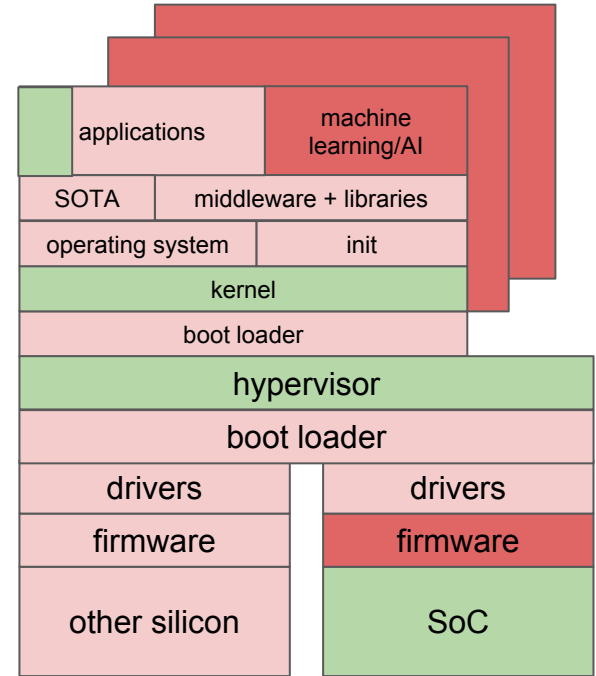 applications
machine
learning/AI
SOTA
middleware + libraries
operating system
init
kernel
boot loader
hypervisor
boot loader
drivers
drivers
firmware
firmware
other silicon
SoC